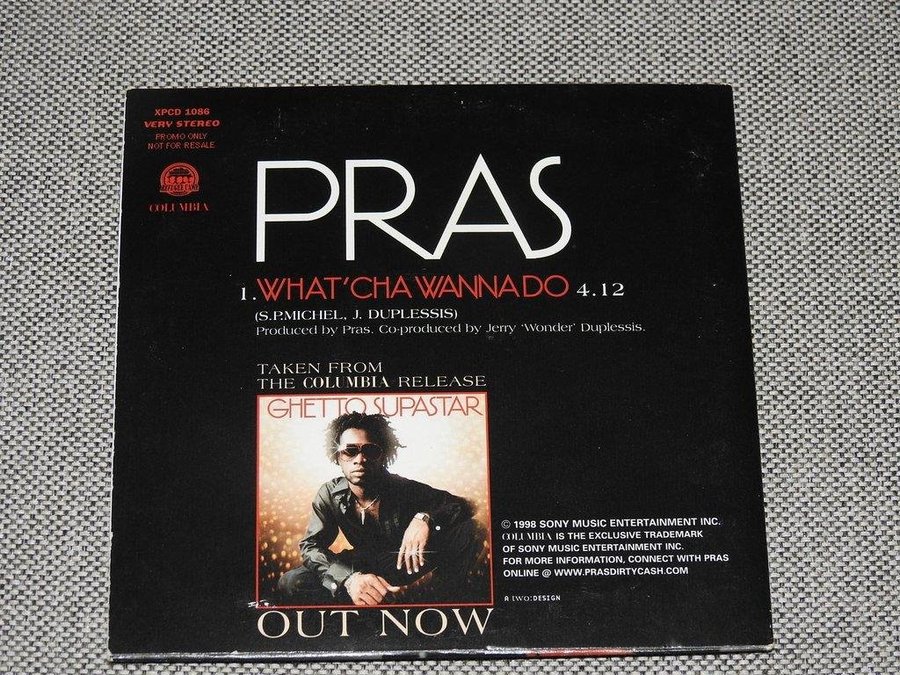 XPCD 1086
VERY STEREO
PROMO ONLY
NOT FOR RESALE
COLUMBIA
PRAS
1. WHAT'CHA WANNA DO 4.12
(S.P.MICHEL, J. DUPLESSIS)
Produced by Pras. Co-produced by Jerry 'Wonder' Duplessis.
TAKEN FROM
THE COLUMBIA RELEASE
GHETTO SUPASTAR
OUT NOW
© 1998 SONY MUSIC ENTERTAINMENT INC.
COLUMBIA IS THE EXCLUSIVE TRADEMARK
OF SONY MUSIC ENTERTAINMENT INC.
FOR MORE INFORMATION, CONNECT WITH PRAS
ONLINE @ WWW.PRASDIRTYCASH.COM
A two:DESIGN